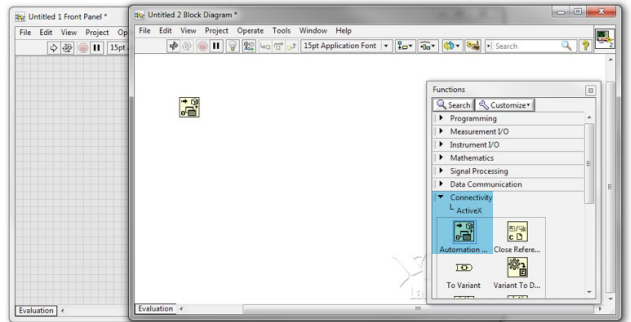 Untitled 1 Front Panel *
File Edit View Project Op
15pt
Evaluation
Untitled 2 Block Diagram *
File Edit View Project Operate Tools Window Help
15pt Application Font
Search
2
Functions
Search Customize
Programming
Measurement I/O
Instrument I/O
Mathematics
Signal Processing
Data Communication
Connectivity
ActiveX
Automation ... Close Refere...
To Variant Variant To D...
Evaluation